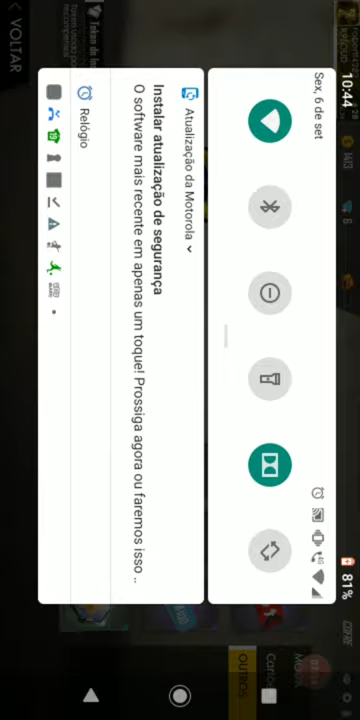 10:44
81%
Sex, 6 de set
Atualização da Motorola
Instalar atualização de segurança
O software mais recente em apenas um toque! Prossiga agora ou faremos isso ..
Relógio
VOLTAR
OUTROS
COFRE